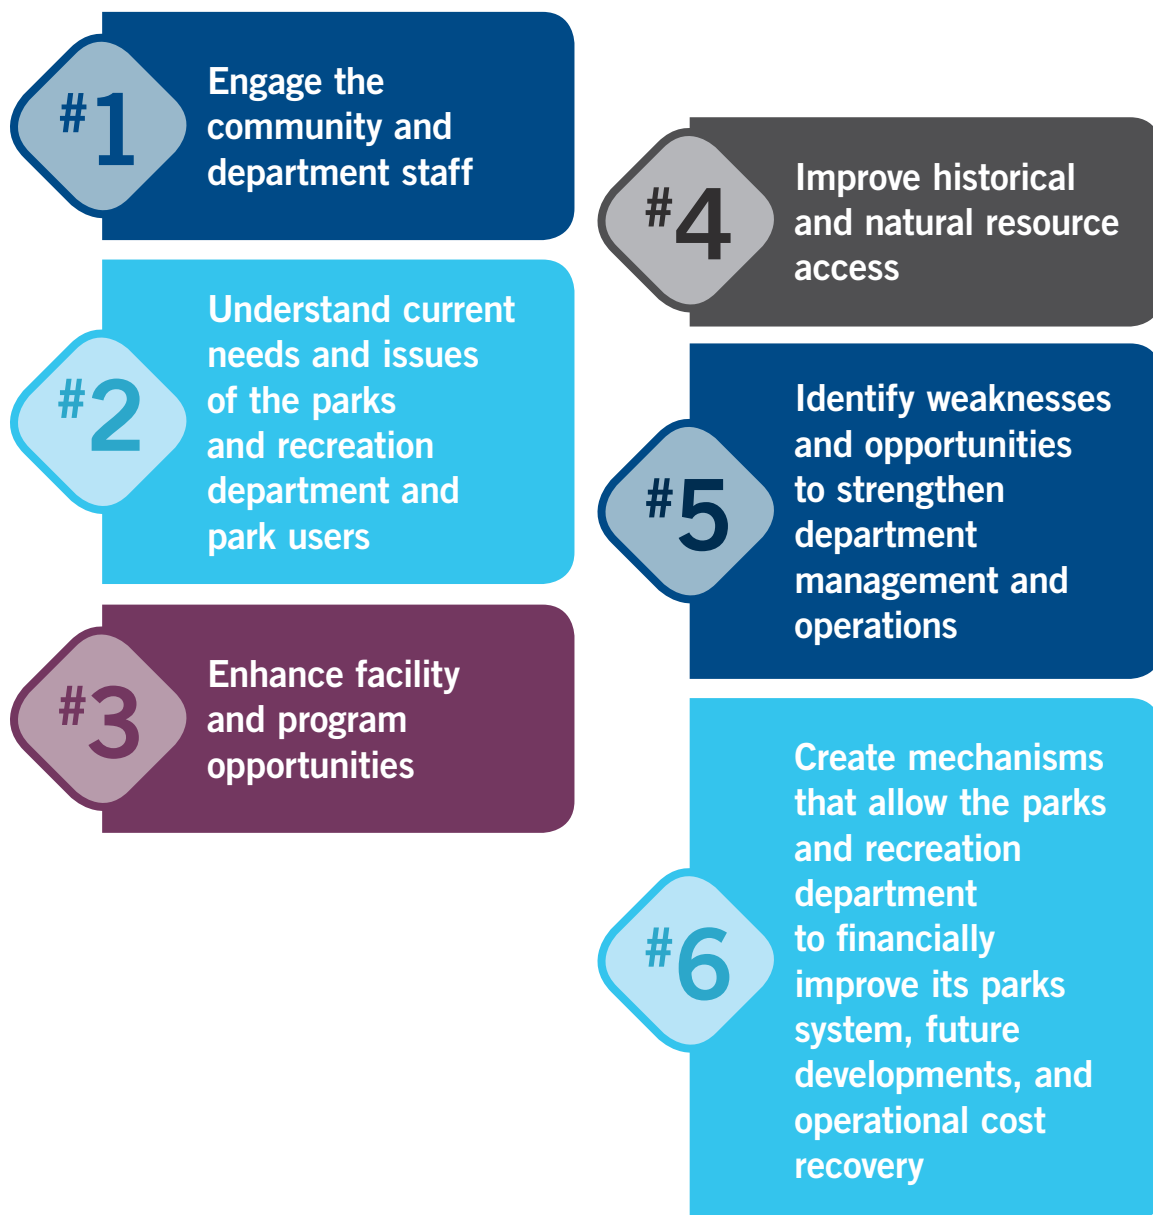 #1
Engage the
community and
department staff
#2
Understand current
needs and issues
of the parks
and recreation
department and
park users
#3
Enhance facility
and program
opportunities
#4
Improve historical
and natural resource
access
#5
Identify weaknesses
and opportunities
to strengthen
department
management and
operations
#6
Create mechanisms
that allow the parks
and recreation
department
to financially
improve its parks
system, future
developments, and
operational cost
recovery